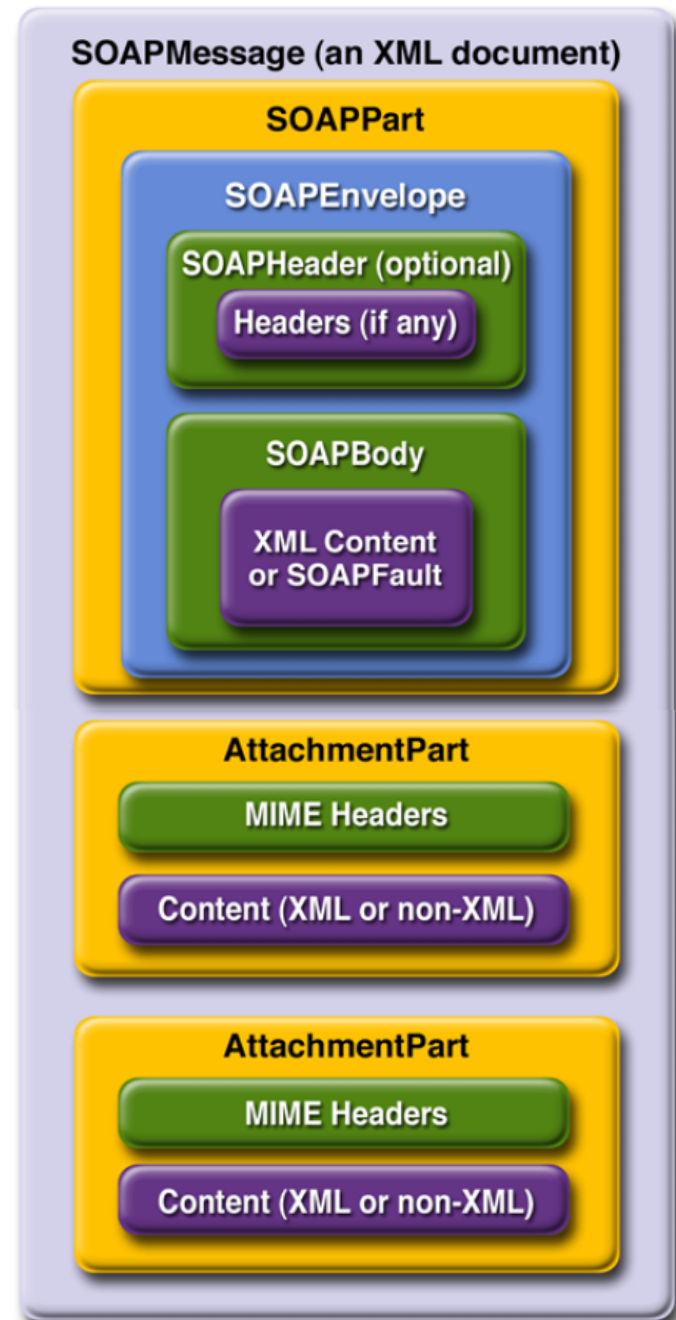 SOAPMessage (an XML document)
SOAPPart
SOAPEnvelope
SOAPHeader (optional)
Headers (if any)
SOAPBody
XML Content
or SOAPFault
AttachmentPart
MIME Headers
Content (XML or non-XML)
AttachmentPart
MIME Headers
Content (XML or non-XML)